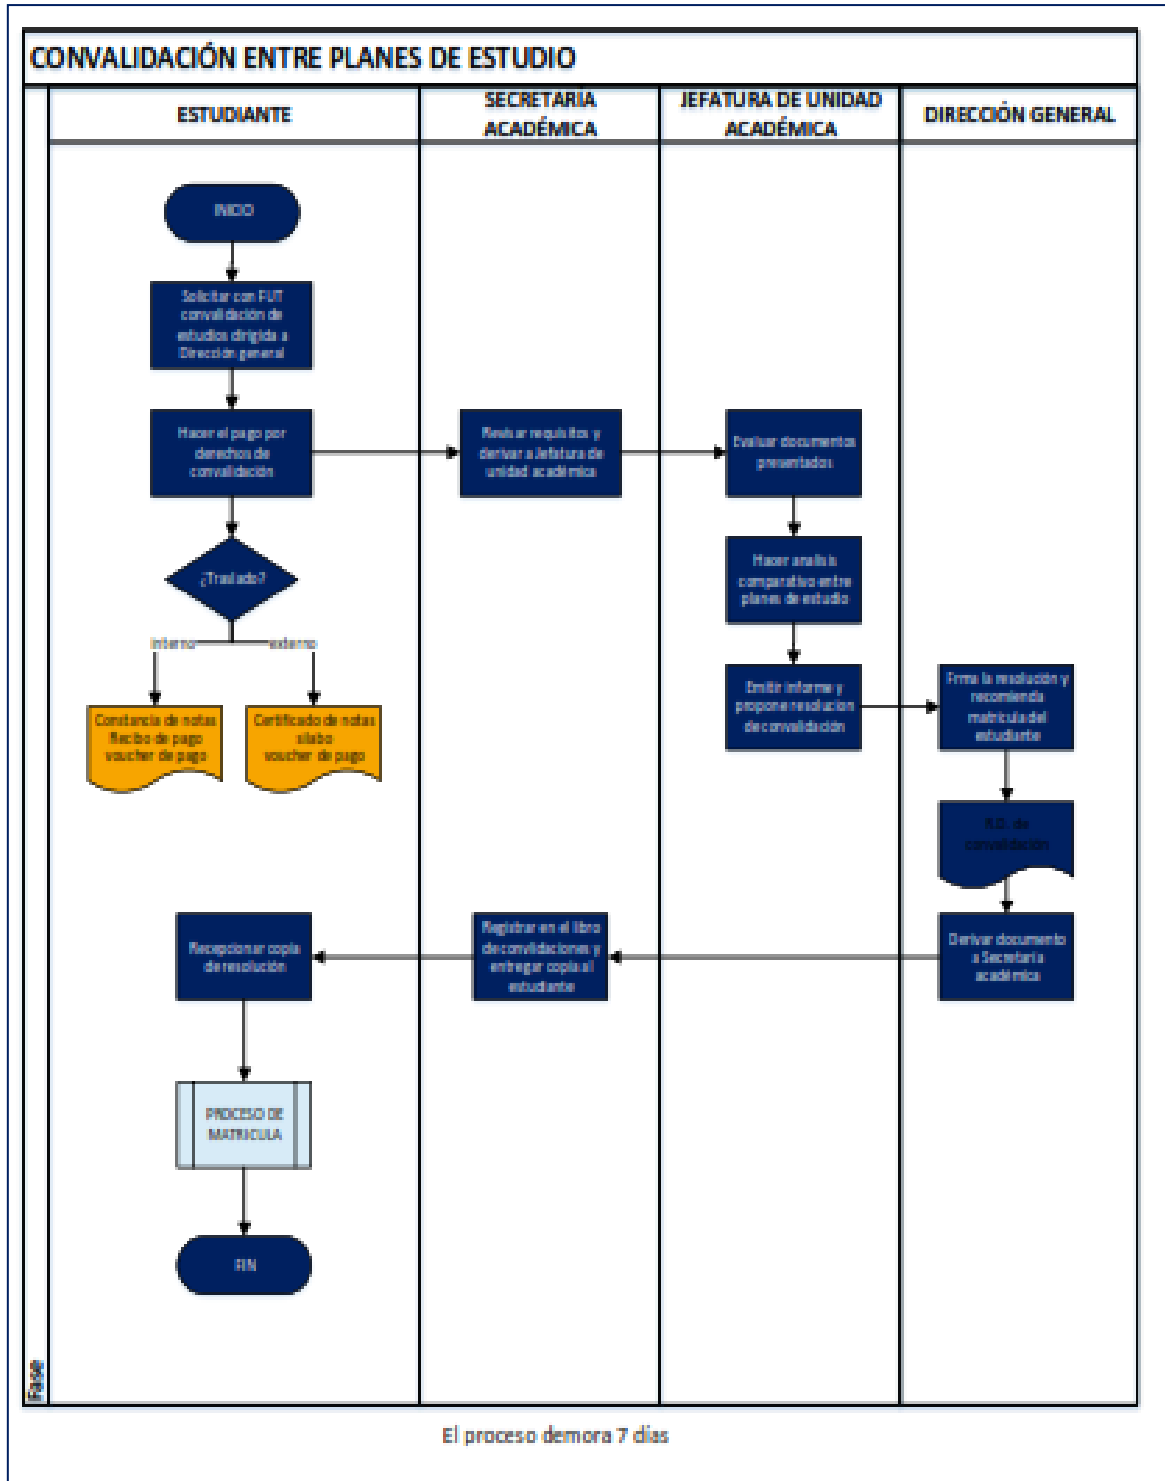 CONVALIDACIÓN ENTRE PLANES DE ESTUDIO
ESTUDIANTE
SECRETARÍA
ACADÉMICA
JEFATURA DE UNIDAD
ACADÉMICA
DIRECCIÓN GENERAL
INICIO
Solicitar con FUT
convalidación de
estudios dirigida a
Dirección general
Hacer el pago por
derechos de
convalidación
Revisar requisitos y
derivar a Jefatura de
unidad académica
Evaluar documentos
presentados
¿Traslado?
Hacer analisis
comparativo entre
planes de estudio
interno
externo
Constancia de notas
Recibo de pago
voucher de pago
Certificado de notas
silabo
voucher de pago
Emitir informe y
propone resolucion
de convalidación
Firma la resolución y
recomienda
matrícula del
estudiante
R.D. de
convalidación
Recepcionar copia
de resolución
Registrar en el libro
de convlidaciones y
entregar copia al
estudiante
Derivar documento
a Secretaría
académica
PROCESO DE
MATRICULA
FIN
Fase
El proceso demora 7 días